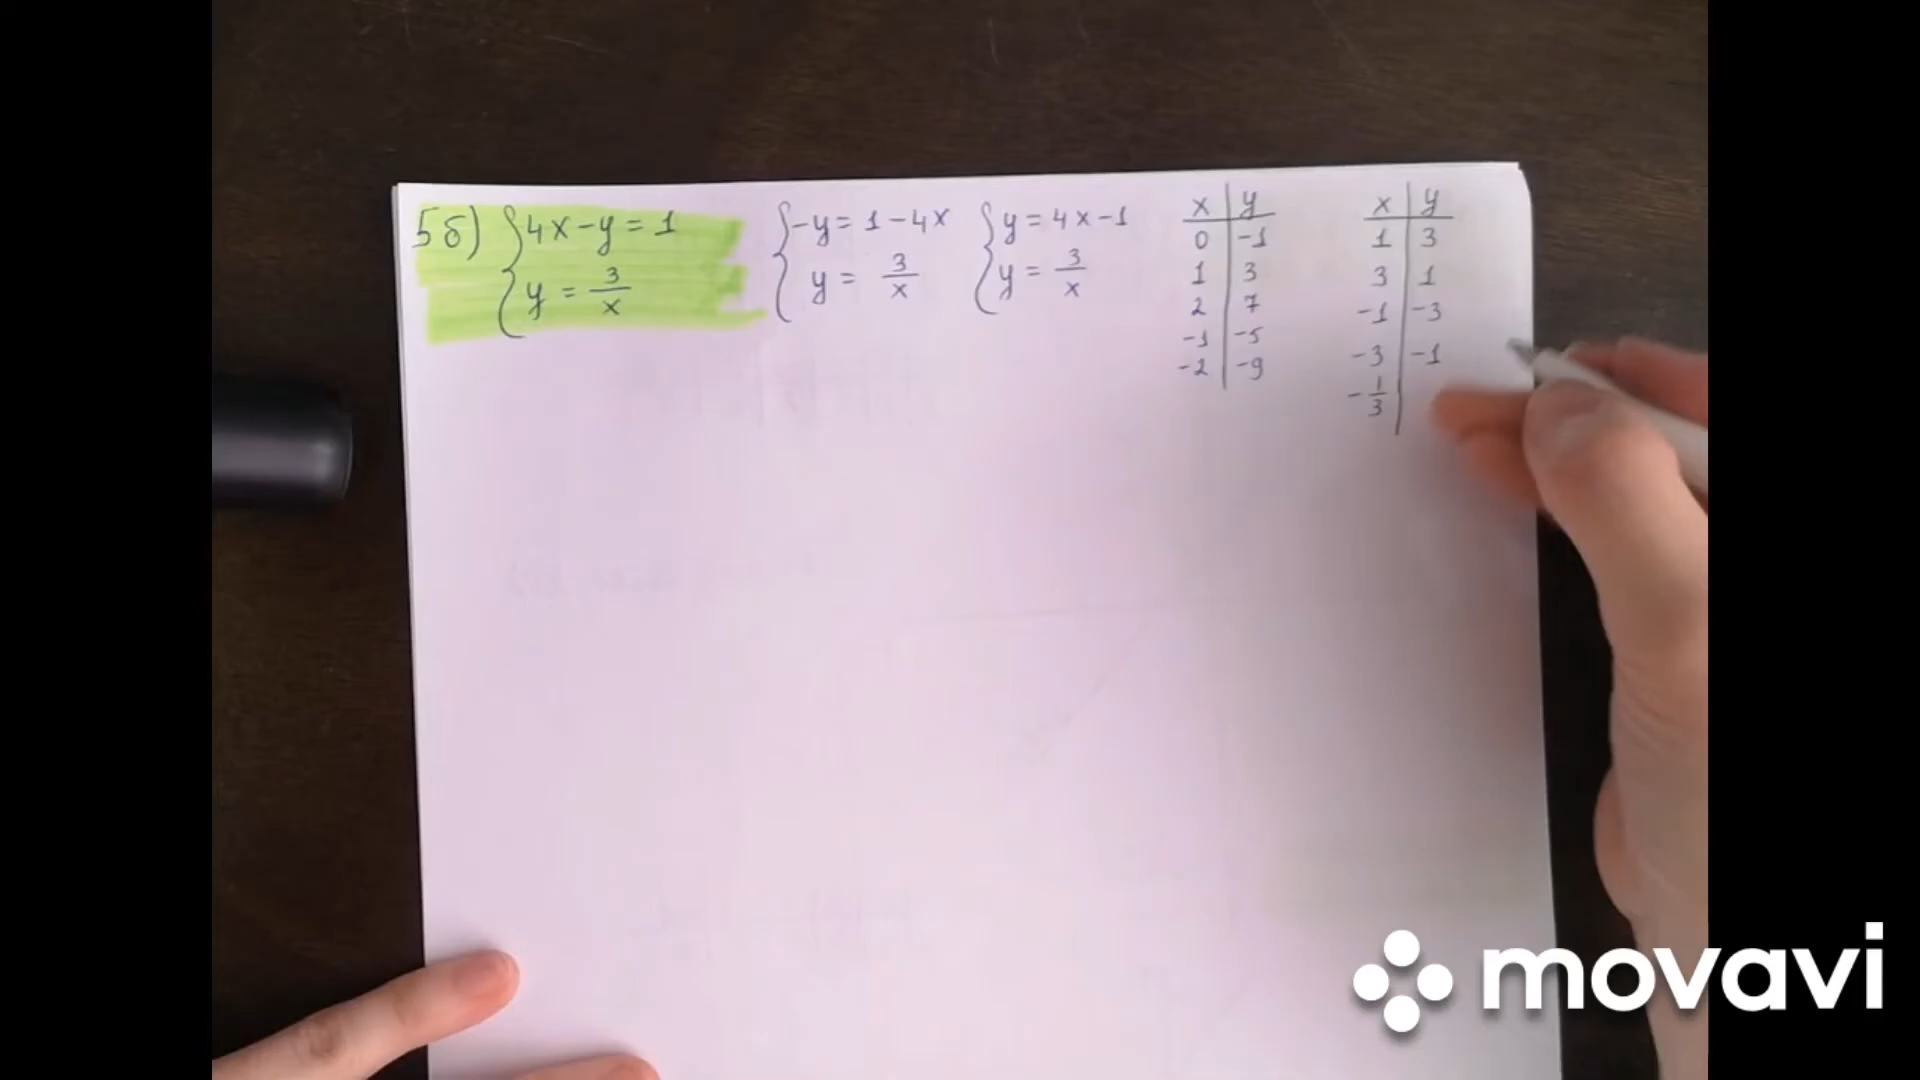 5б) { 4x - y = 1
y = 3/x
{ -y = 1 - 4x
y = 3/x
{ y = 4x - 1
y = 3/x
x | y
0 | -1
1 | 3
2 | 7
-1 | -5
-2 | -9
x | y
1 | 3
3 | 1
-1 | -3
-3 | -1
-1/3 |
movavi